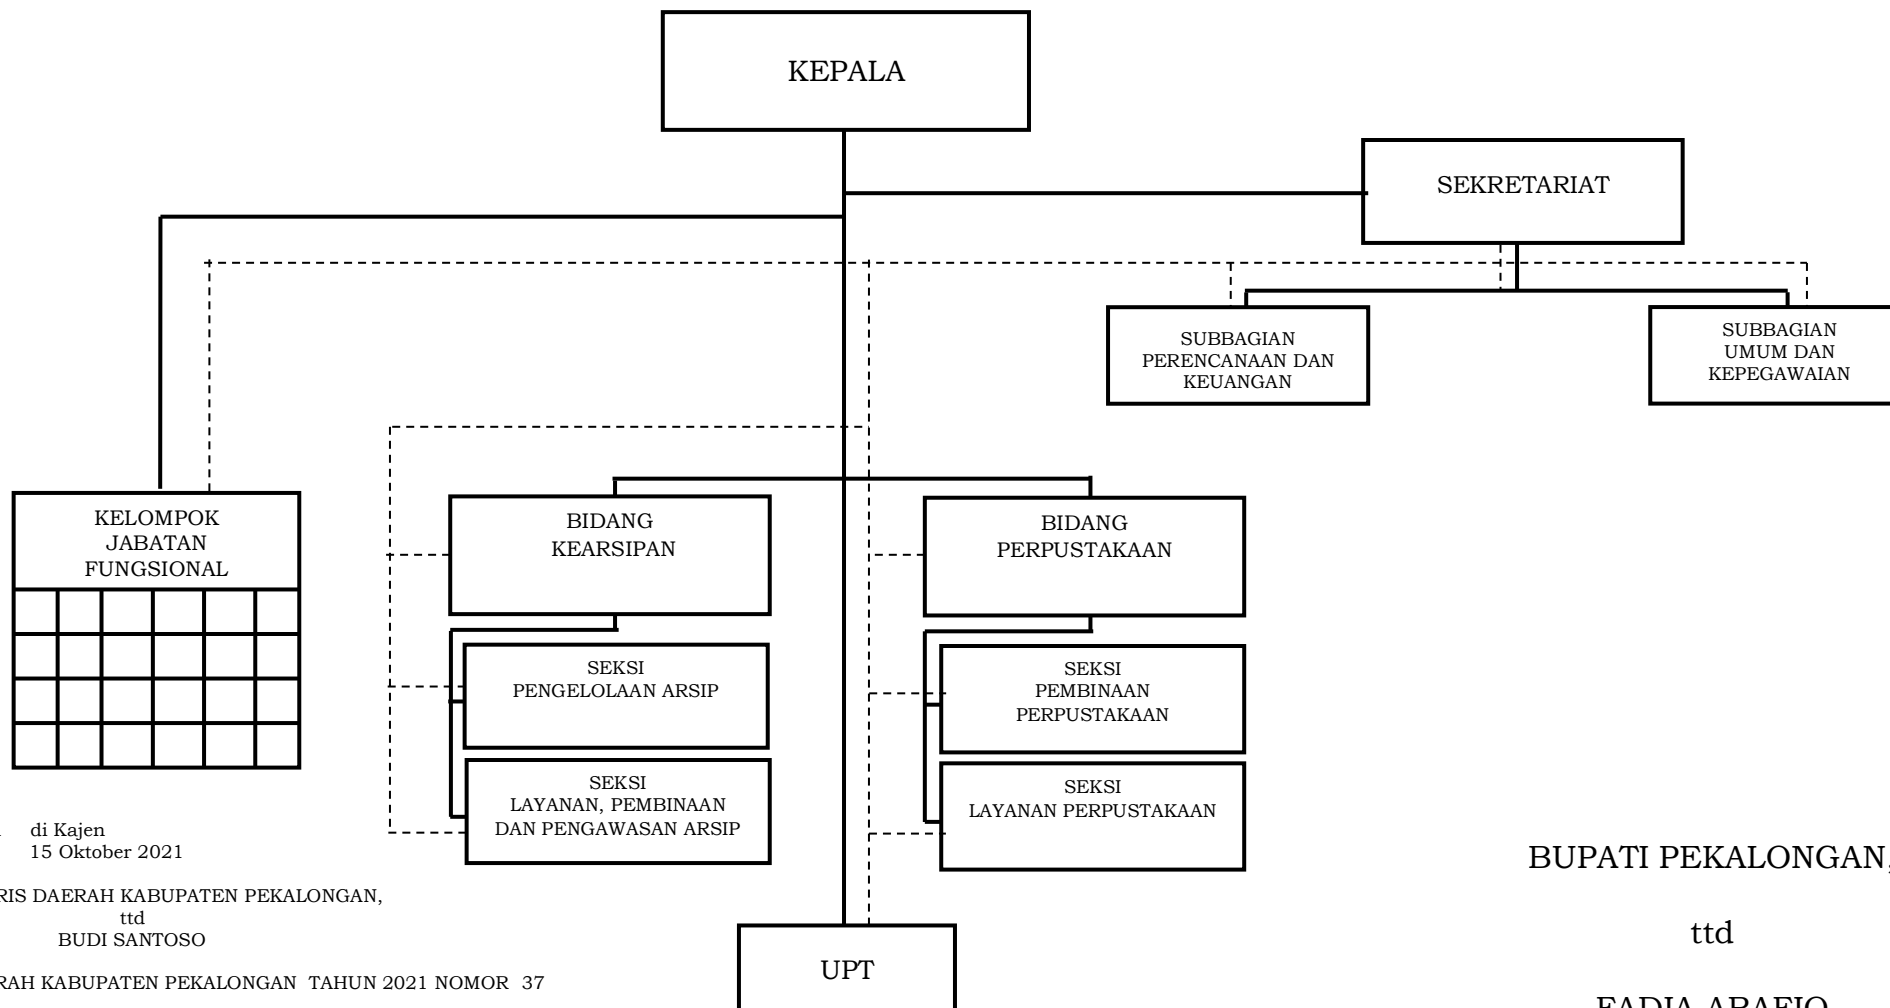 KEPALA
SEKRETARIAT
SUBBAGIAN
PERENCANAAN DAN
KEUANGAN
SUBBAGIAN
UMUM DAN
KEPEGAWAIAN
KELOMPOK
JABATAN
FUNGSIONAL
BIDANG
KEARSIPAN
BIDANG
PERPUSTAKAAN
SEKSI
PENGELOLAAN ARSIP
SEKSI
PEMBINAAN
PERPUSTAKAAN
SEKSI
LAYANAN, PEMBINAAN
DAN PENGAWASAN ARSIP
SEKSI
LAYANAN PERPUSTAKAAN
UPT
di Kajen
15 Oktober 2021
RIS DAERAH KABUPATEN PEKALONGAN,
ttd
BUDI SANTOSO
RAH KABUPATEN PEKALONGAN TAHUN 2021 NOMOR 37
BUPATI PEKALONGAN,
ttd